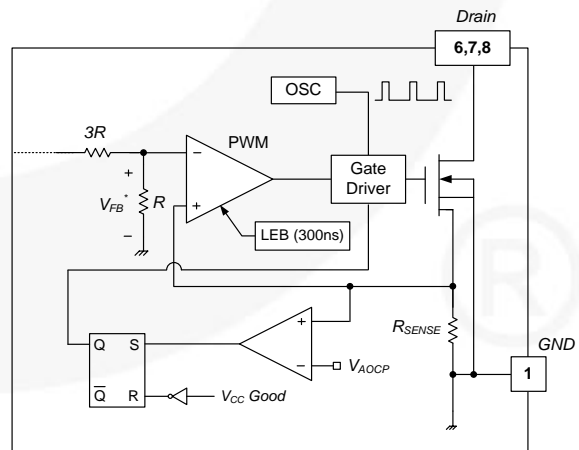 Drain
6,7,8
OSC
3R
PWM
Gate
Driver
+
−
V_FB*
R
−
+
LEB (300ns)
R_SENSE
GND
1
Q
S
+
−
V_AOCP
Q̅
R
V_CC Good
®